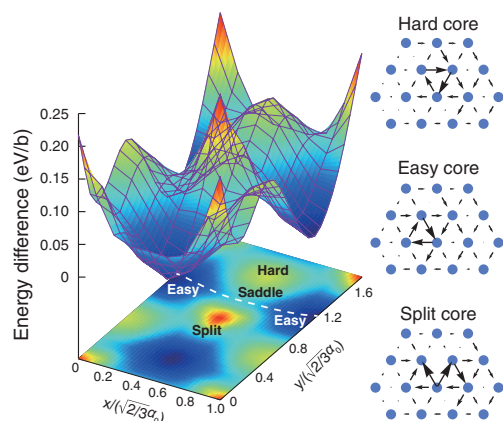 Hard core
0.25
0.20
0.15
0.10
0.05
0
Energy difference (eV/b)
Easy core
Hard
Saddle
Easy
Split
Easy
1.6
1.2
0.8
0.4
0
y/(√2/3a₀)
0
0.2
0.4
0.6
0.8
1.0
x/(√2/3a₀)
Split core